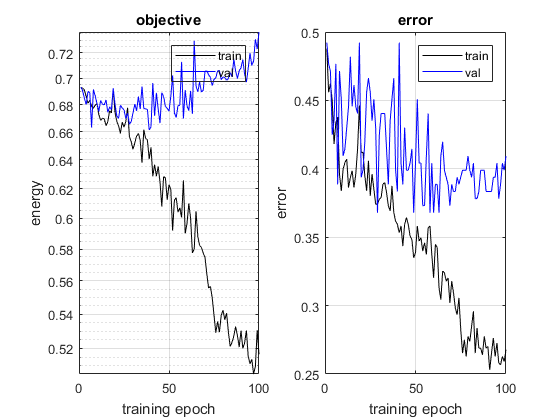 objective
error
train
val
train
val
0.72
0.7
0.68
0.66
0.64
0.62
0.6
0.58
0.56
0.54
0.52
energy
0
50
100
training epoch
0.5
0.45
0.4
0.35
0.3
0.25
error
0
50
100
training epoch